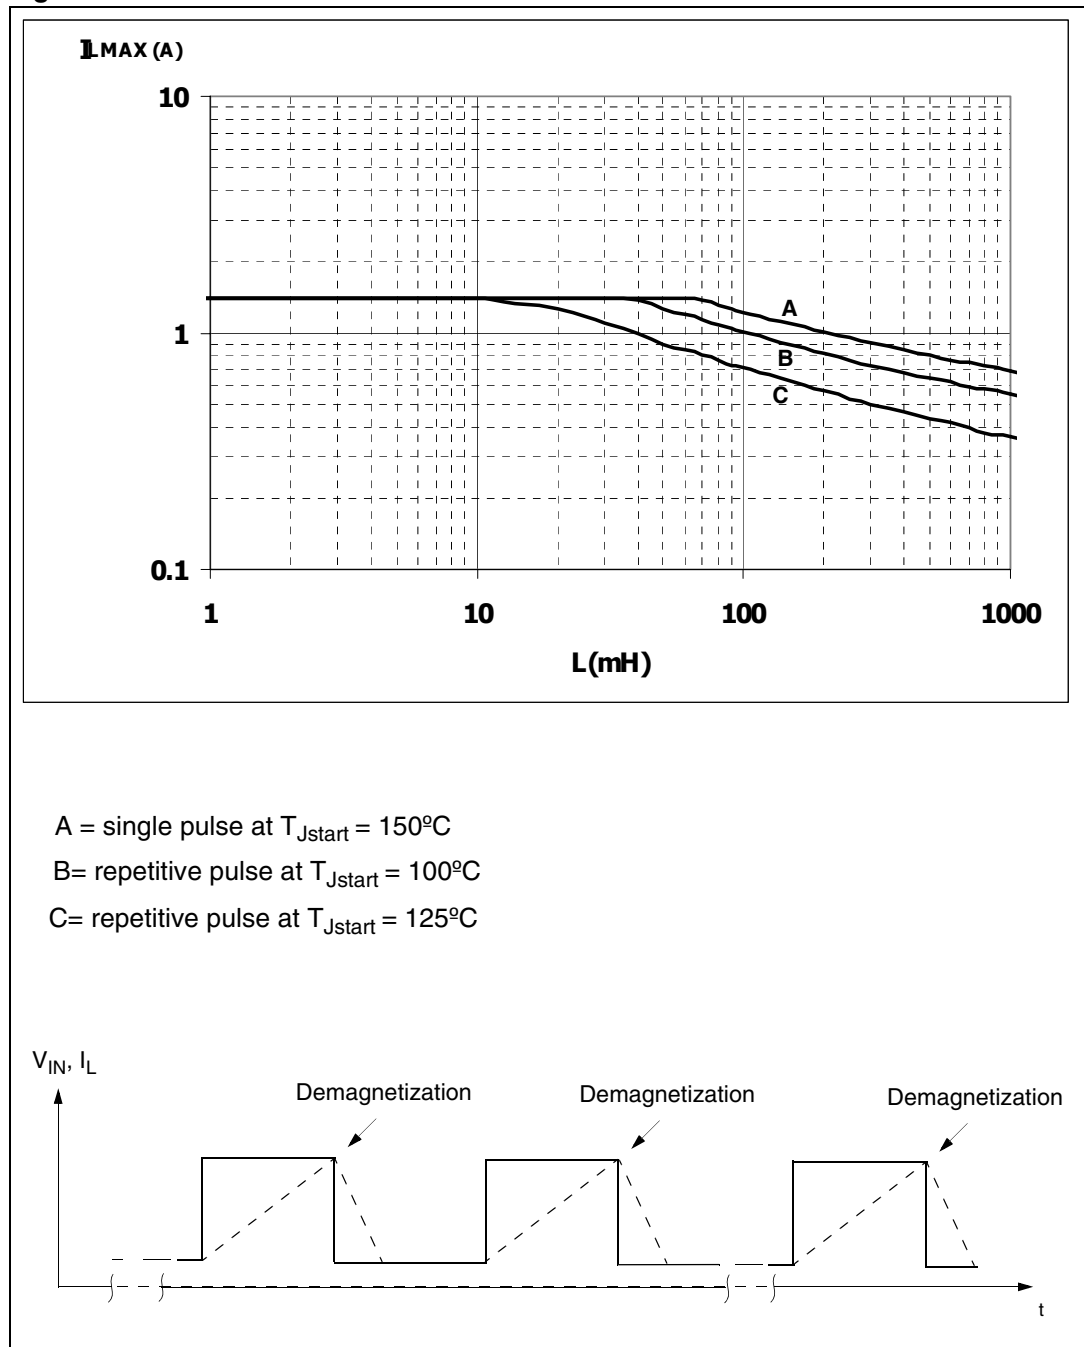 ILMAX (A)
10
1
0.1
A
B
C
1 10 100 1000
L(mH)
A = single pulse at TJstart = 150ºC
B= repetitive pulse at TJstart = 100ºC
C= repetitive pulse at TJstart = 125ºC
VIN, IL
Demagnetization Demagnetization Demagnetization
t